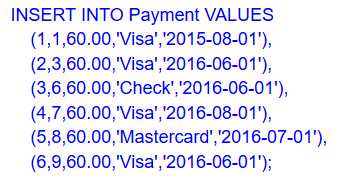 INSERT INTO Payment VALUES
(1,1,60.00,'Visa','2015-08-01'),
(2,3,60.00,'Visa','2016-06-01'),
(3,6,60.00,'Check','2016-06-01'),
(4,7,60.00,'Visa','2016-08-01'),
(5,8,60.00,'Mastercard','2016-07-01'),
(6,9,60.00,'Visa','2016-06-01');